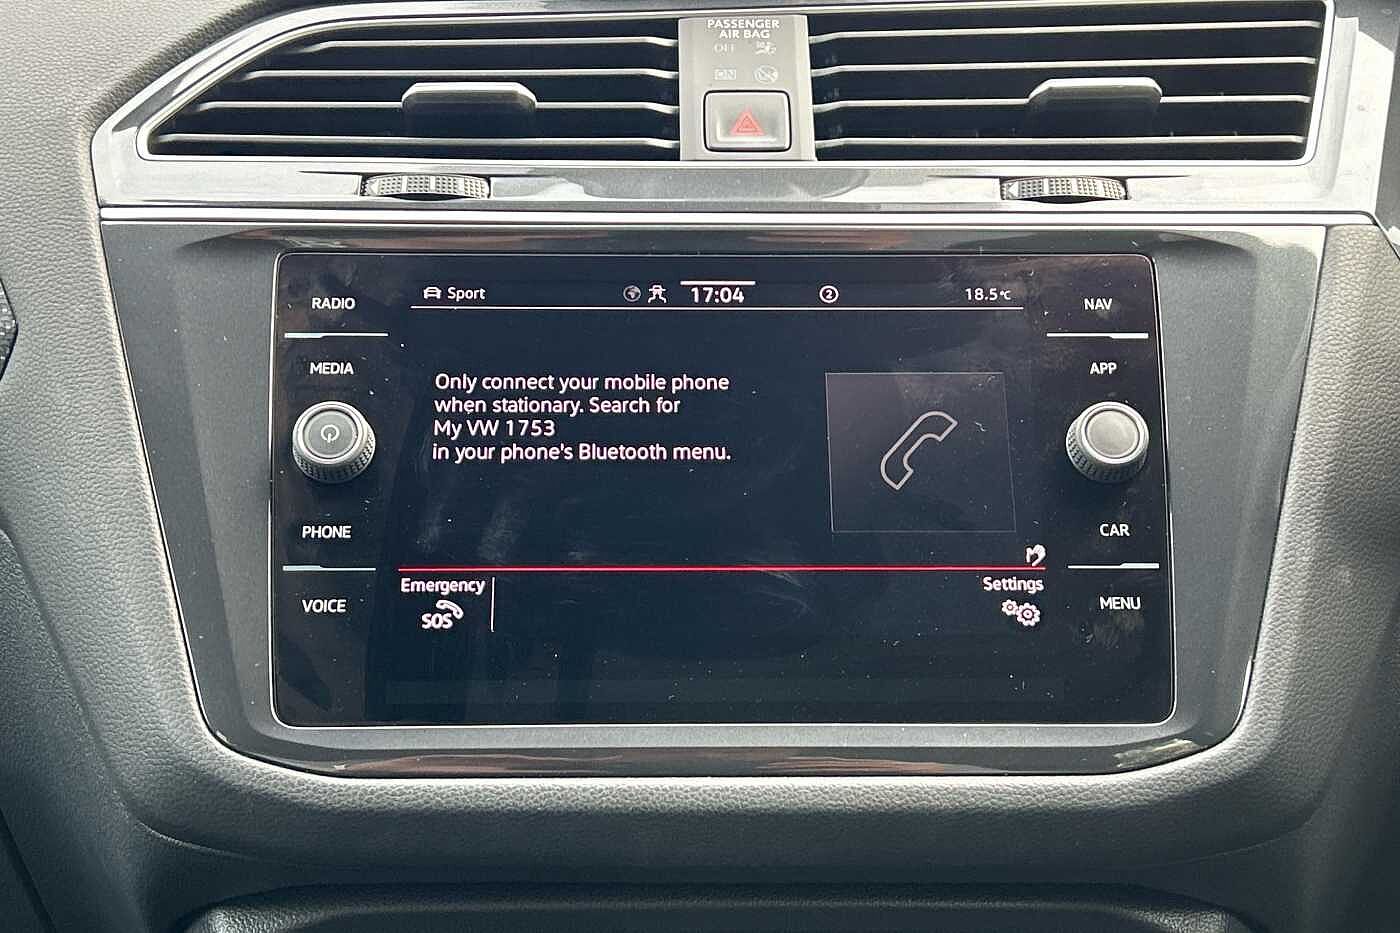 PASSENGER
AIR BAG
OFF
ON
RADIO
MEDIA
PHONE
VOICE
Sport
17:04
2
18.5°C
Only connect your mobile phone
when stationary. Search for
My VW 1753
in your phone's Bluetooth menu.
Emergency
SOS
Settings
NAV
APP
CAR
MENU